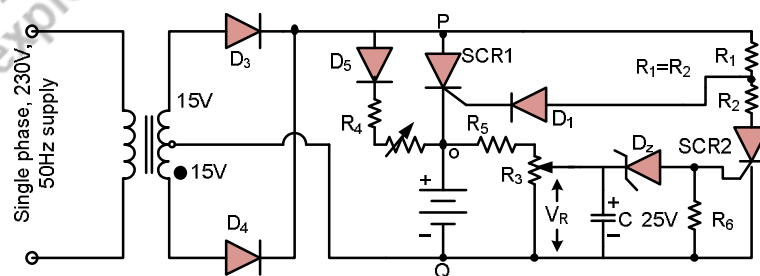 Single phase, 230V,
50Hz supply
D3
15V
15V
D4
D5
R4
P
SCR1
D1
R1=R2
R1
R2
SCR2
R5
O
R3
VR
C 25V
Dz
R6
+
−
+
−
Q